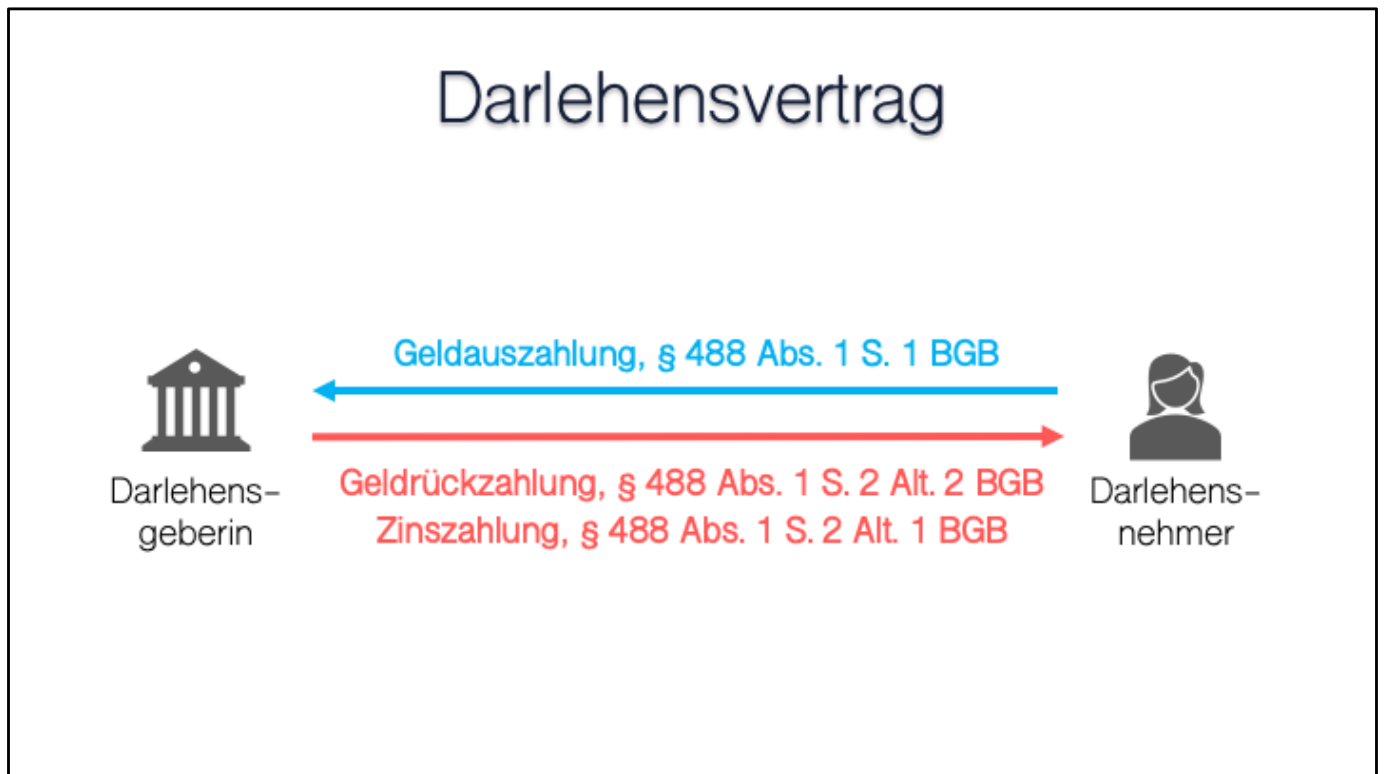 Darlehensvertrag
Geldauszahlung, § 488 Abs. 1 S. 1 BGB
Darlehens-
geberin
Geldrückzahlung, § 488 Abs. 1 S. 2 Alt. 2 BGB
Zinszahlung, § 488 Abs. 1 S. 2 Alt. 1 BGB
Darlehens-
nehmer